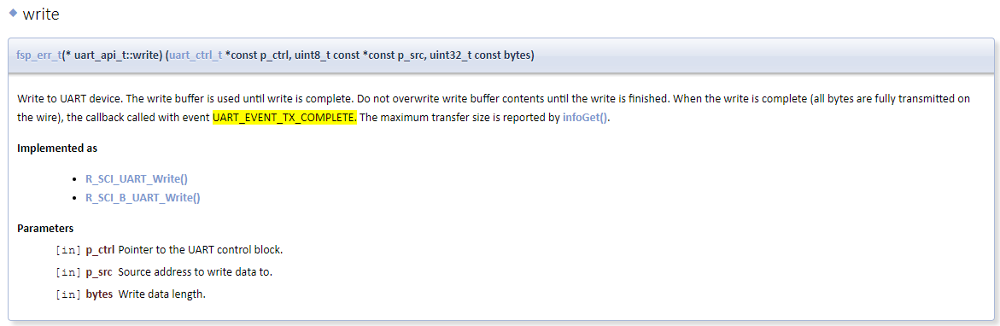 write
fsp_err_t(* uart_api_t::write) (uart_ctrl_t *const p_ctrl, uint8_t const *const p_src, uint32_t const bytes)
Write to UART device. The write buffer is used until write is complete. Do not overwrite write buffer contents until the write is finished. When the write is complete (all bytes are fully transmitted on
the wire), the callback called with event UART_EVENT_TX_COMPLETE. The maximum transfer size is reported by infoGet().
Implemented as
• R_SCI_UART_Write()
• R_SCI_B_UART_Write()
Parameters
[in] p_ctrl Pointer to the UART control block.
[in] p_src Source address to write data to.
[in] bytes Write data length.